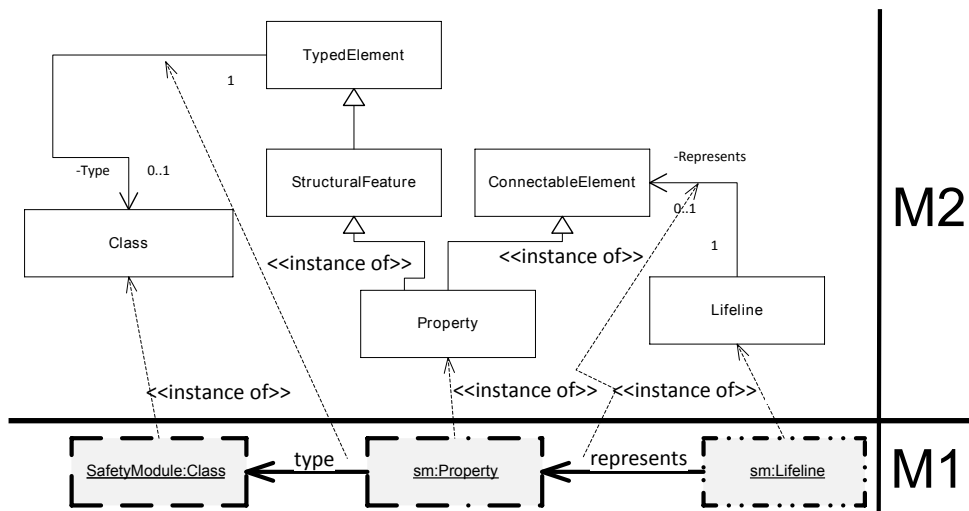 TypedElement
1
-Type
0..1
StructuralFeature
ConnectableElement
-Represents
0..1
1
M2
Class
<<instance of>>
<<instance of>>
Property
Lifeline
<<instance of>>
<<instance of>>
<<instance of>>
SafetyModule:Class
type
sm:Property
represents
sm:Lifeline
M1